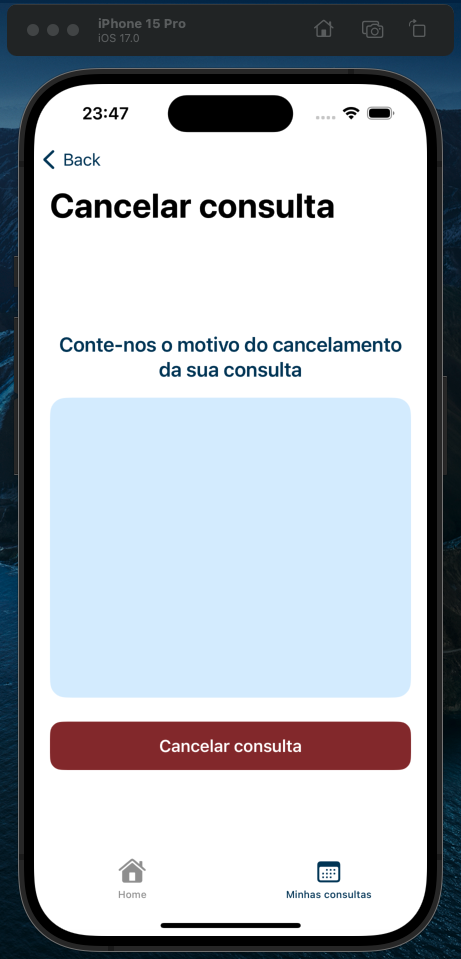 iPhone 15 Pro
iOS 17.0
23:47
Back
Cancelar consulta
Conte-nos o motivo do cancelamento
da sua consulta
Cancelar consulta
Home
Minhas consultas